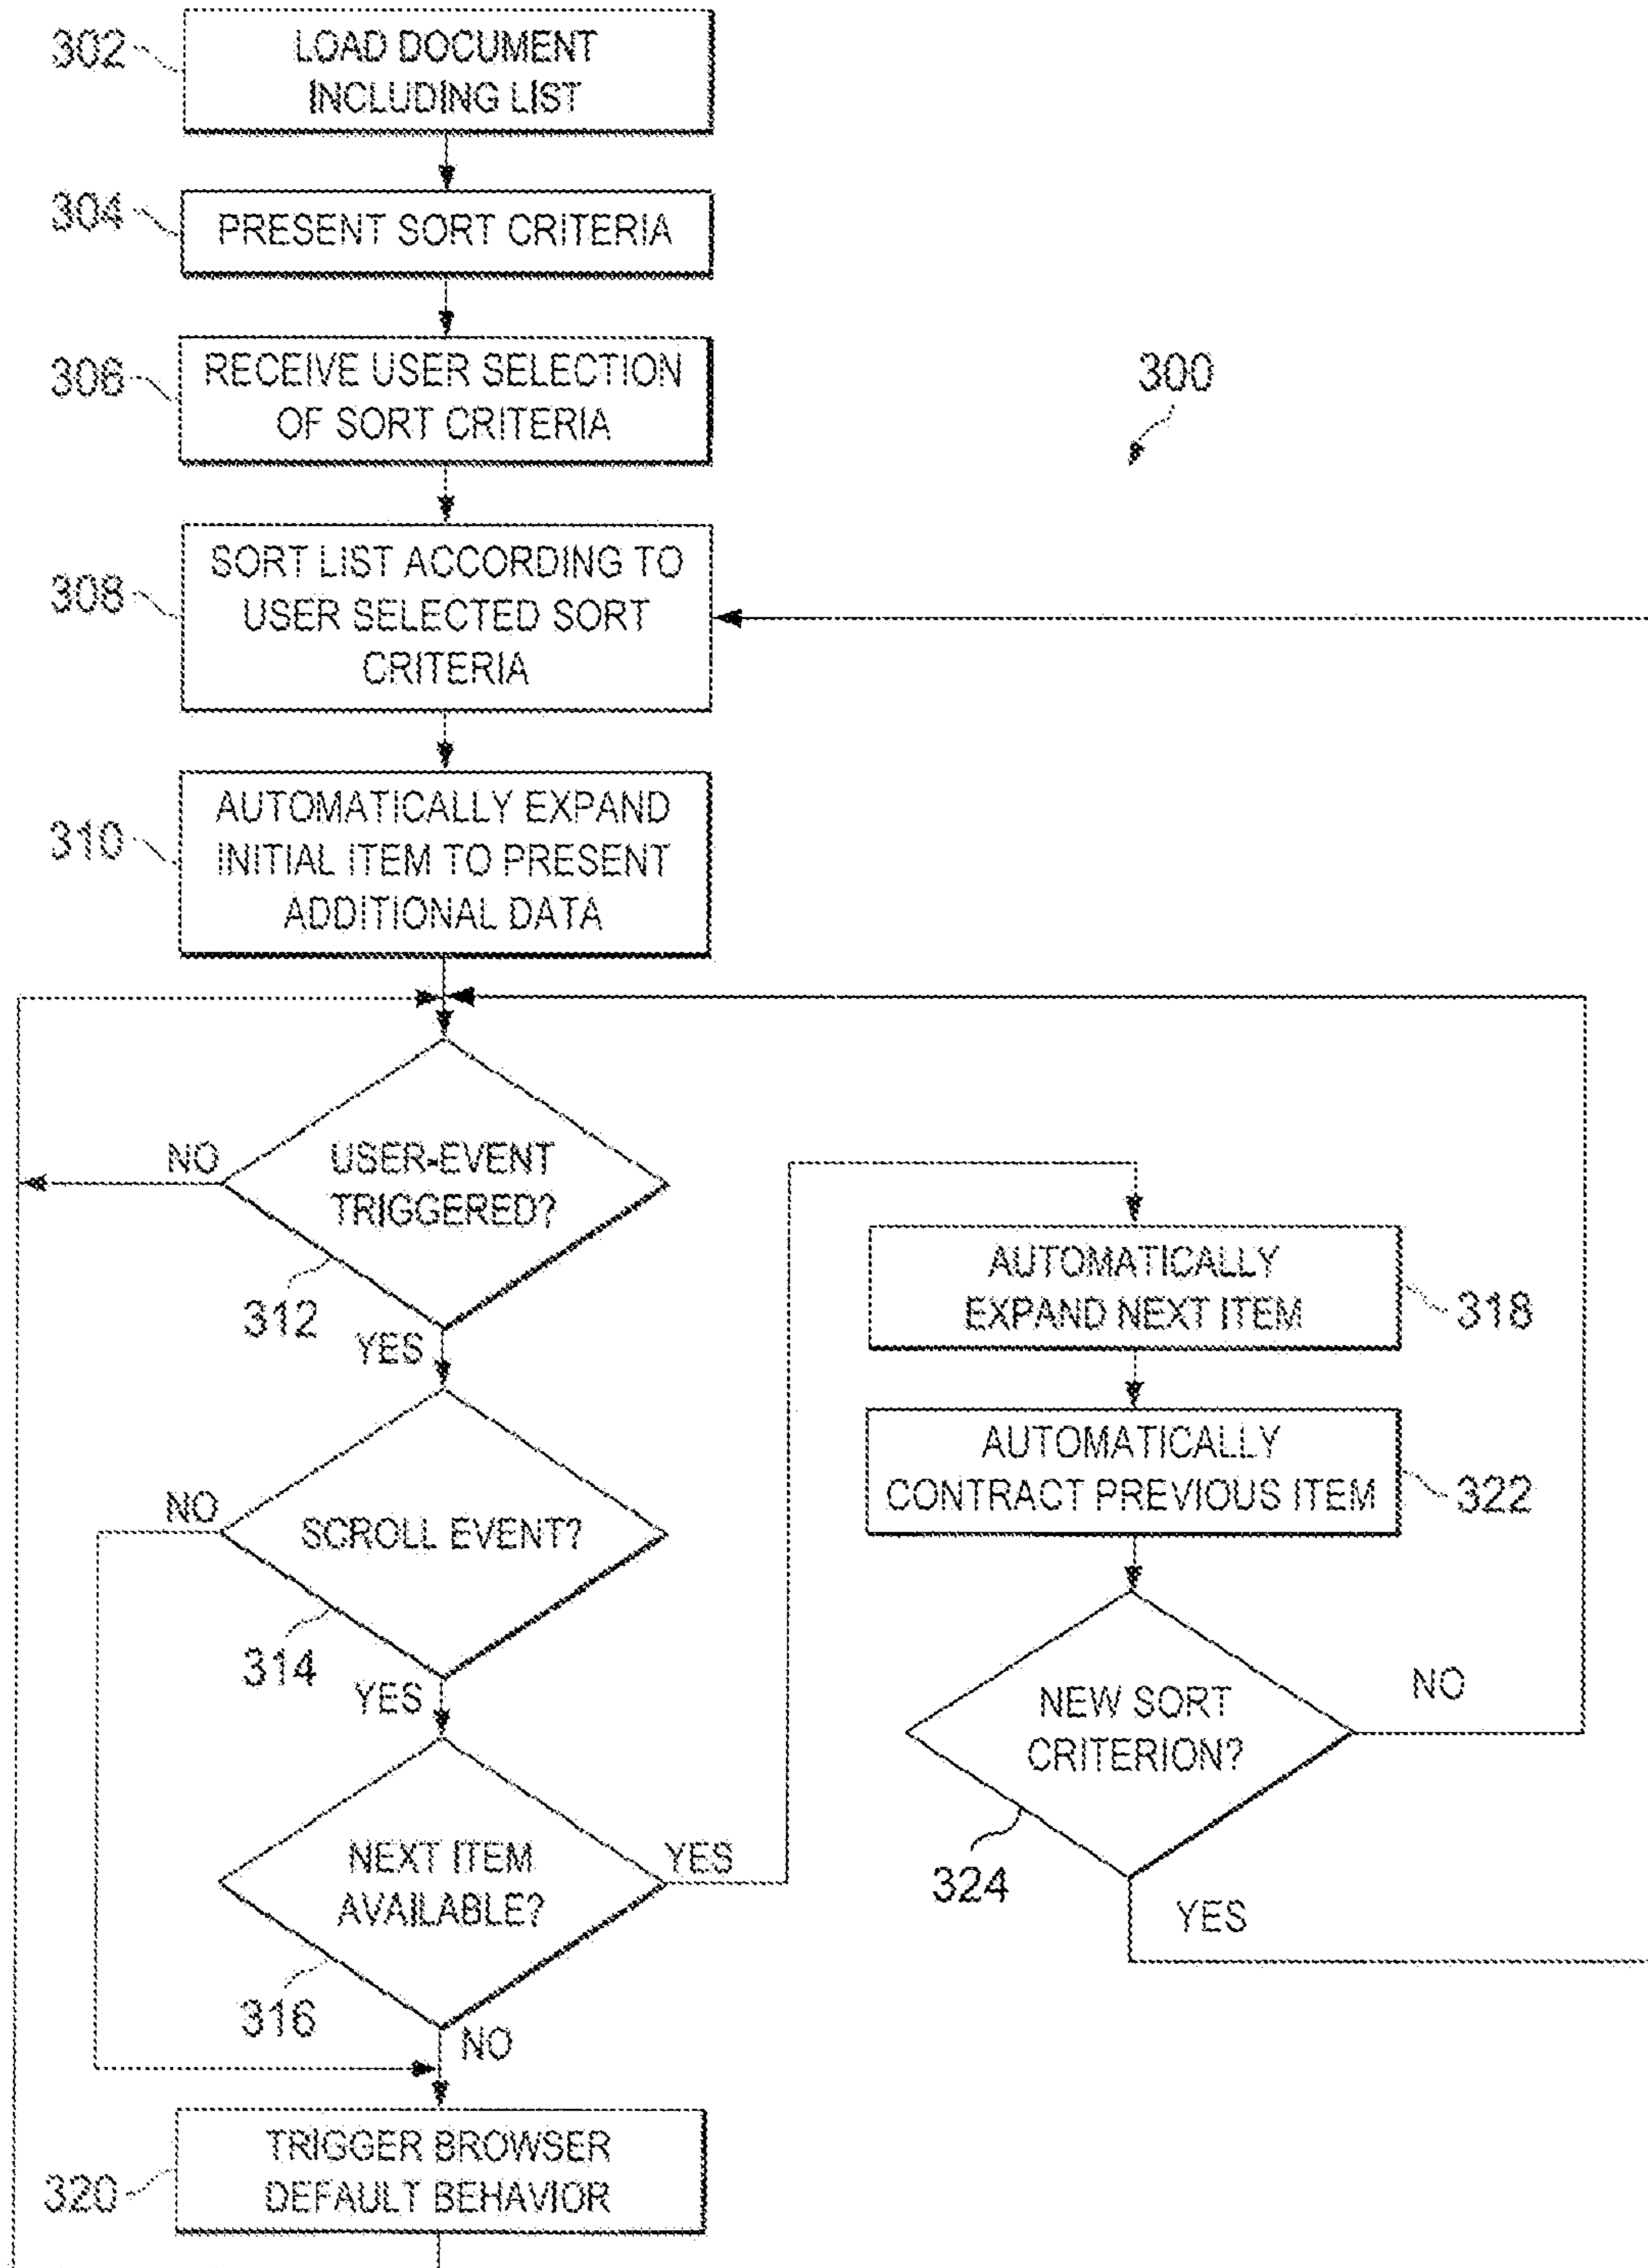 302
LOAD DOCUMENT
INCLUDING LIST
304
PRESENT SORT CRITERIA
306
RECEIVE USER SELECTION
OF SORT CRITERIA
300
308
SORT LIST ACCORDING TO
USER SELECTED SORT
CRITERIA
310
AUTOMATICALLY EXPAND
INITIAL ITEM TO PRESENT
ADDITIONAL DATA
NO
USER-EVENT
TRIGGERED?
312
YES
NO
SCROLL EVENT?
314
YES
NEXT ITEM
AVAILABLE?
YES
316
NO
320
TRIGGER BROWSER
DEFAULT BEHAVIOR
AUTOMATICALLY
EXPAND NEXT ITEM
318
AUTOMATICALLY
CONTRACT PREVIOUS ITEM
322
NEW SORT
CRITERION?
NO
324
YES